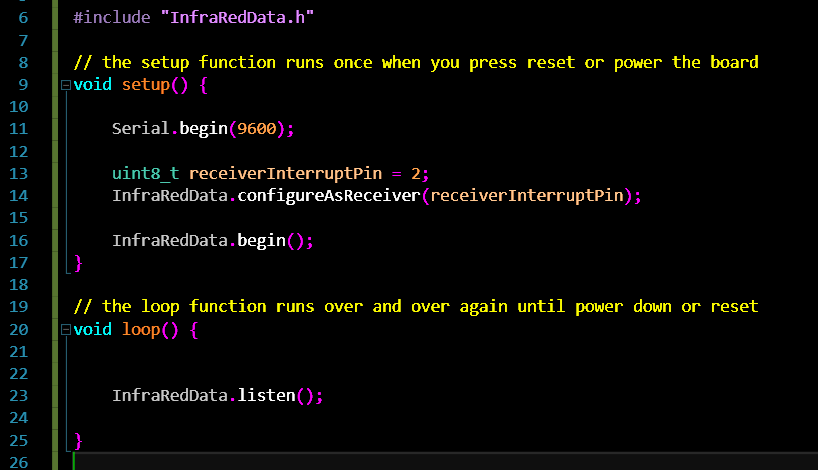 6 #include "InfraRedData.h"
7
8 // the setup function runs once when you press reset or power the board
9 void setup() {
10
11 Serial.begin(9600);
12
13 uint8_t receiverInterruptPin = 2;
14 InfraRedData.configureAsReceiver(receiverInterruptPin);
15
16 InfraRedData.begin();
17 }
18
19 // the loop function runs over and over again until power down or reset
20 void loop() {
21
22
23 InfraRedData.listen();
24
25 }
26